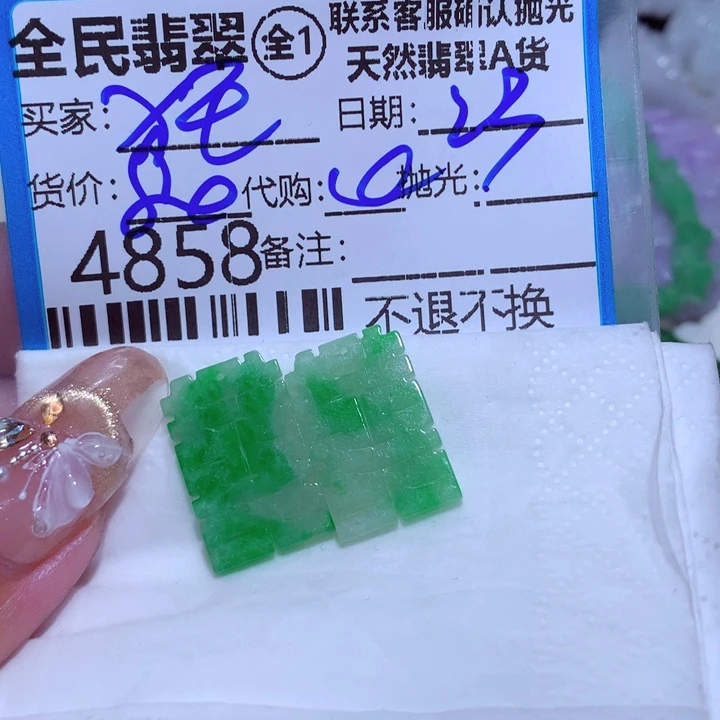 全民翡翠 全1
联系客服确认抛光
天然翡翠A货
买家: 日期:
货价: 代购: 抛光:
4858 备注:
不退不换